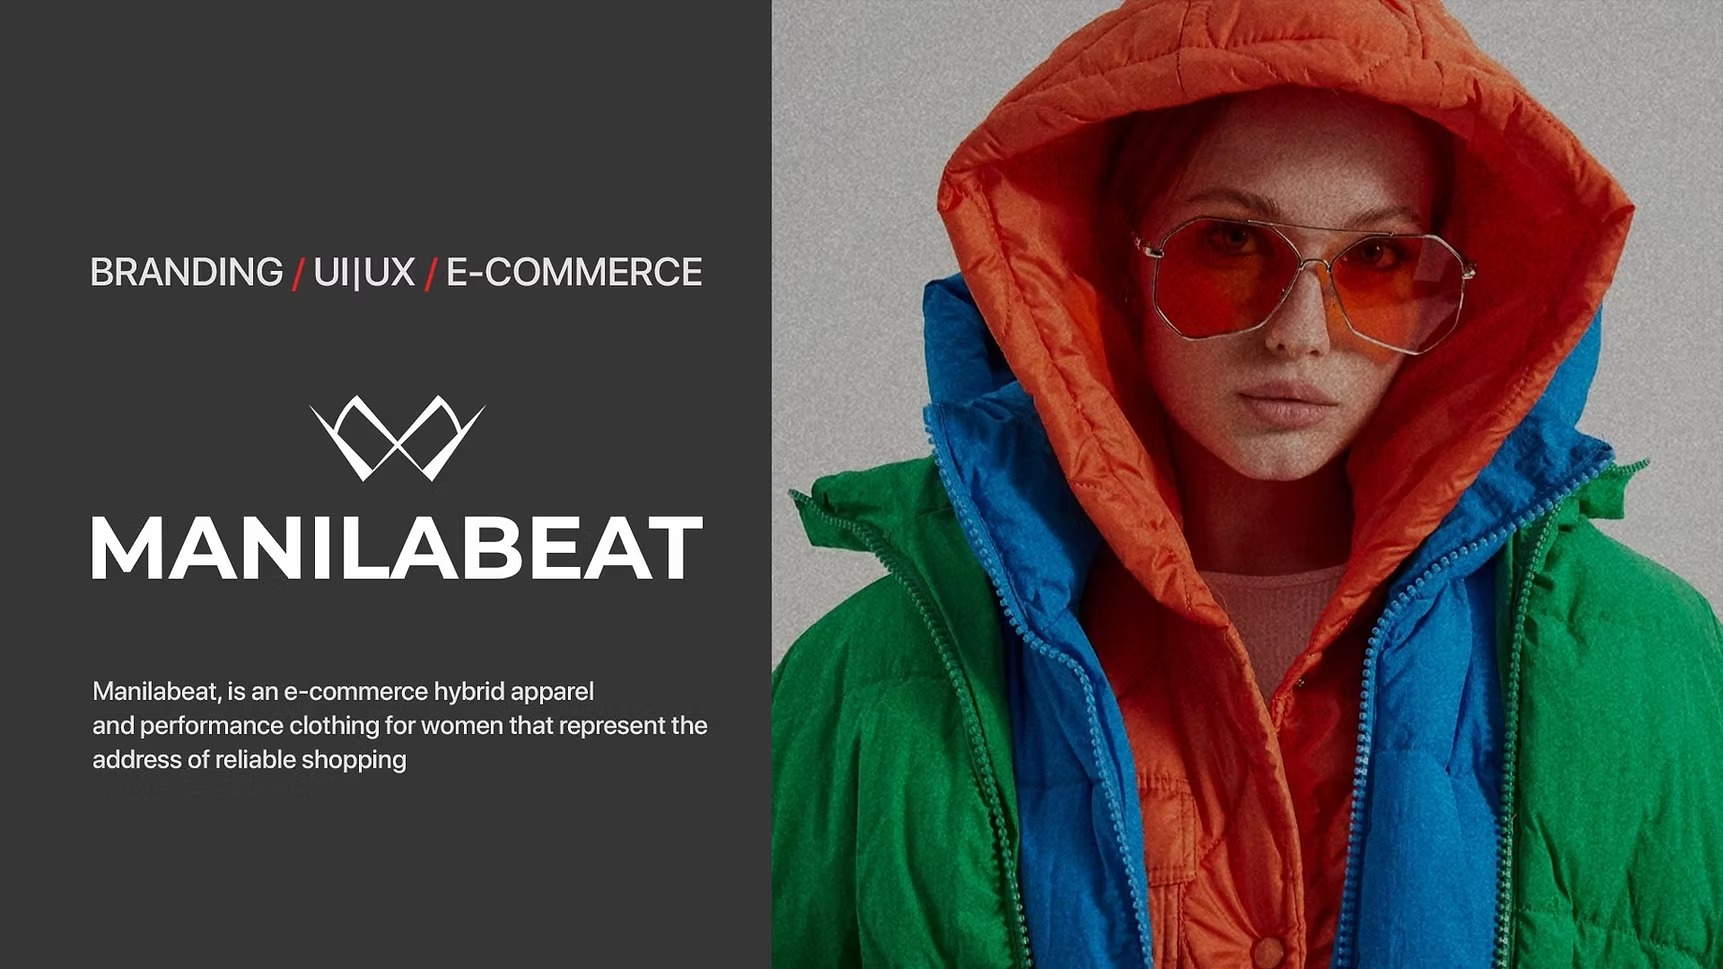 BRANDING / UI|UX / E-COMMERCE
MANILABEAT
Manilabeat, is an e-commerce hybrid apparel
and performance clothing for women that represent the
address of reliable shopping